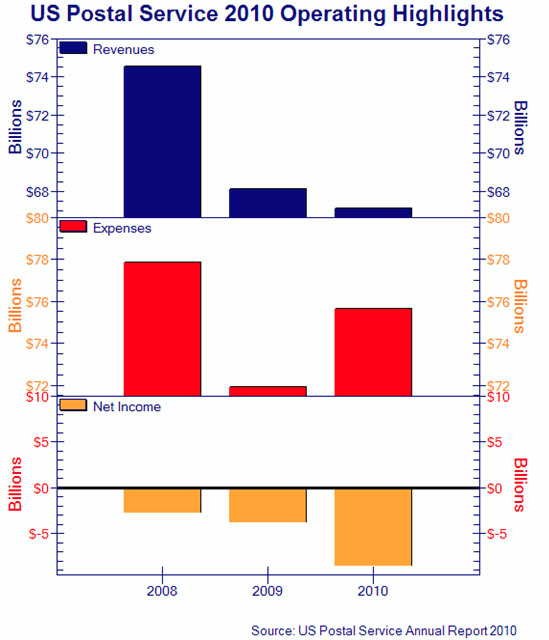 US Postal Service 2010 Operating Highlights
$76 $76
Revenues
$74 $74
$72 $72
Billions Billions
$70 $70
$68 $68
$80 $80
Expenses
$78 $78
$76 $76
Billions Billions
$74 $74
$72 $72
$10 $10
Net Income
$5 $5
Billions Billions
$0 $0
$-5 $-5
2008 2009 2010
Source: US Postal Service Annual Report 2010